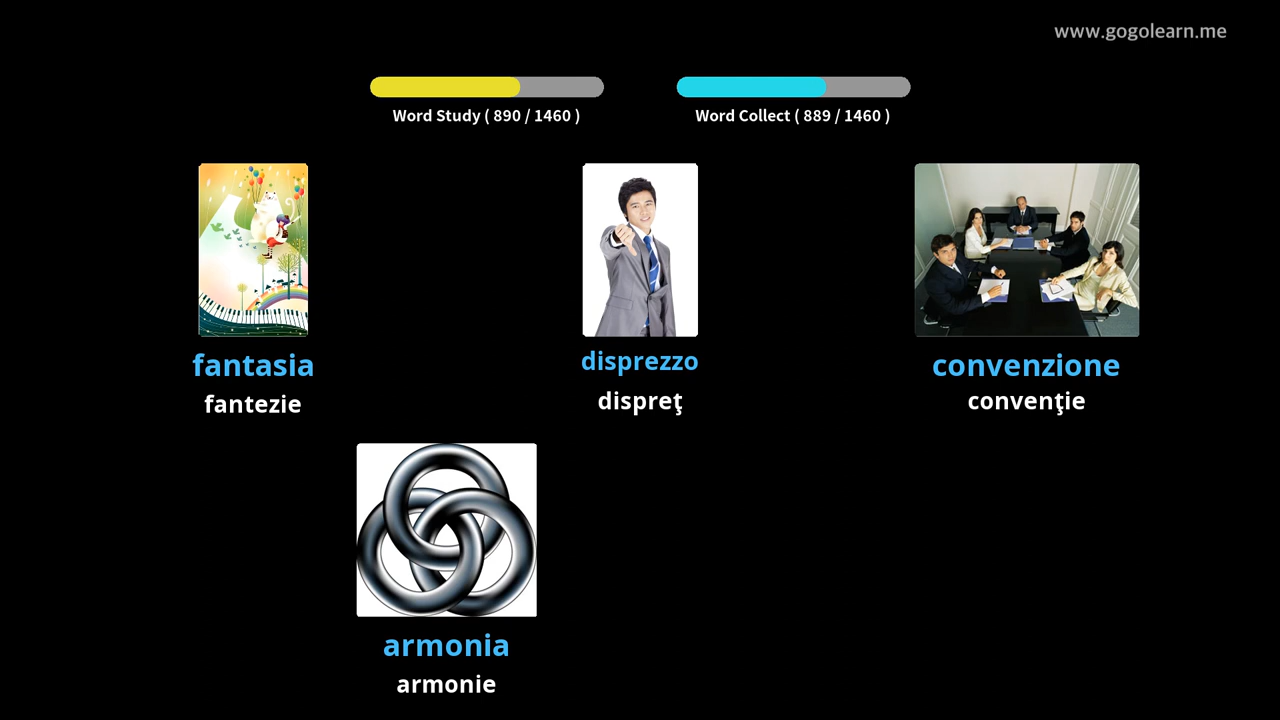 www.gogolearn.me
Word Study ( 890 / 1460 )
Word Collect ( 889 / 1460 )
fantasia
fantezie
disprezzo
dispreţ
convenzione
convenţie
armonia
armonie